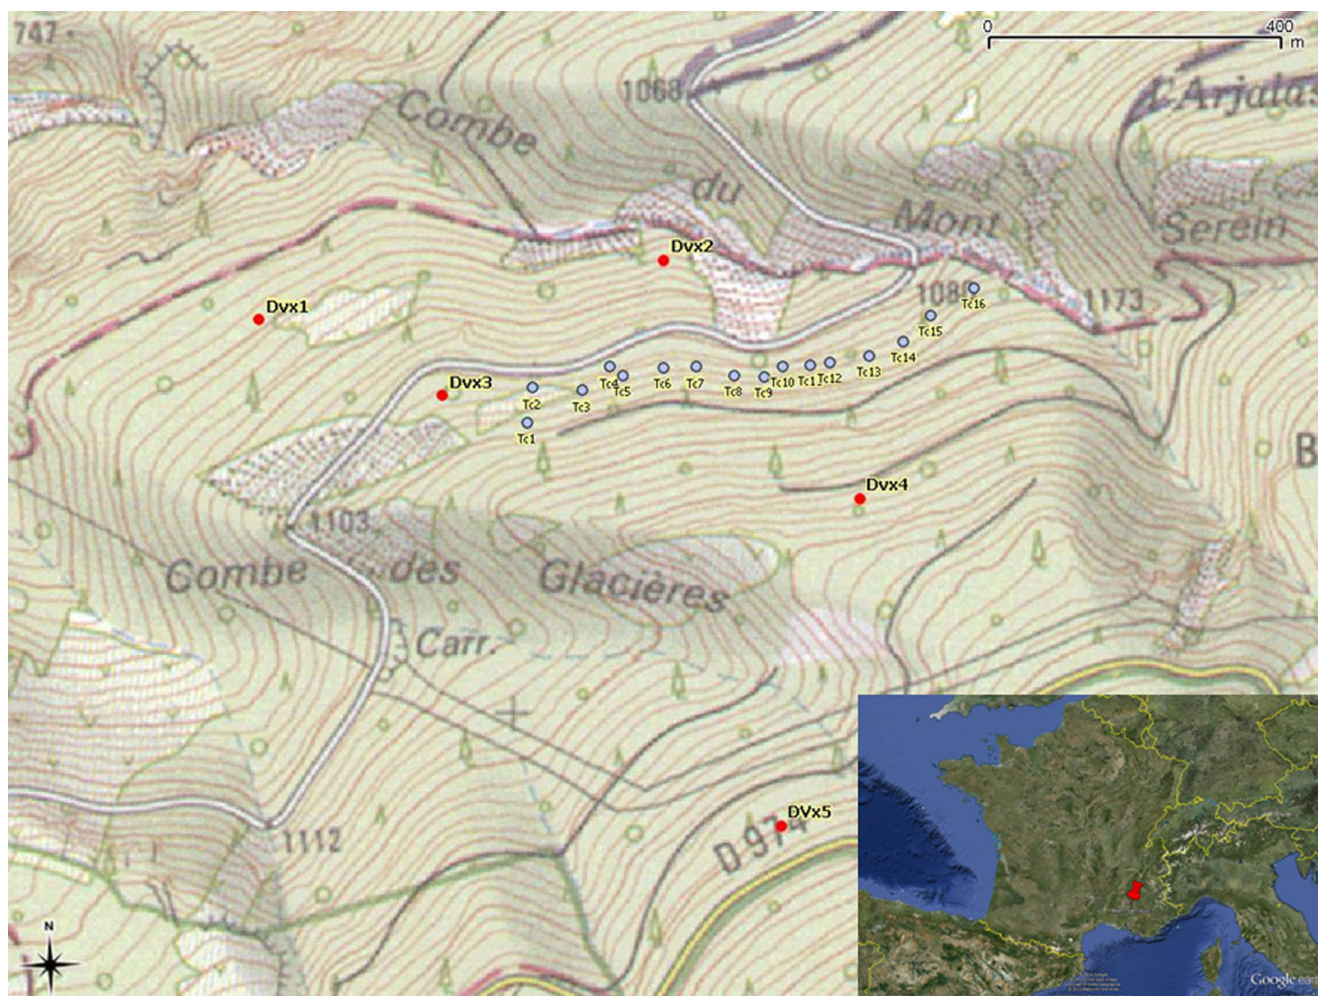 747
0
400
m
1068
L'Arjalas
Combe
du
Mont
Serein
Dvx2
1173
Tc16
Dvx1
Tc15
Tc14
Tc13
Dvx3
Tc4
Tc5
Tc6
Tc7
Tc8
Tc9
Tc10
Tc11
Tc12
Tc2
Tc3
Tc1
B
Dvx4
1103
Combe
des
Glacières
Carr.
DVx5
D 974
1112
N
Google earth